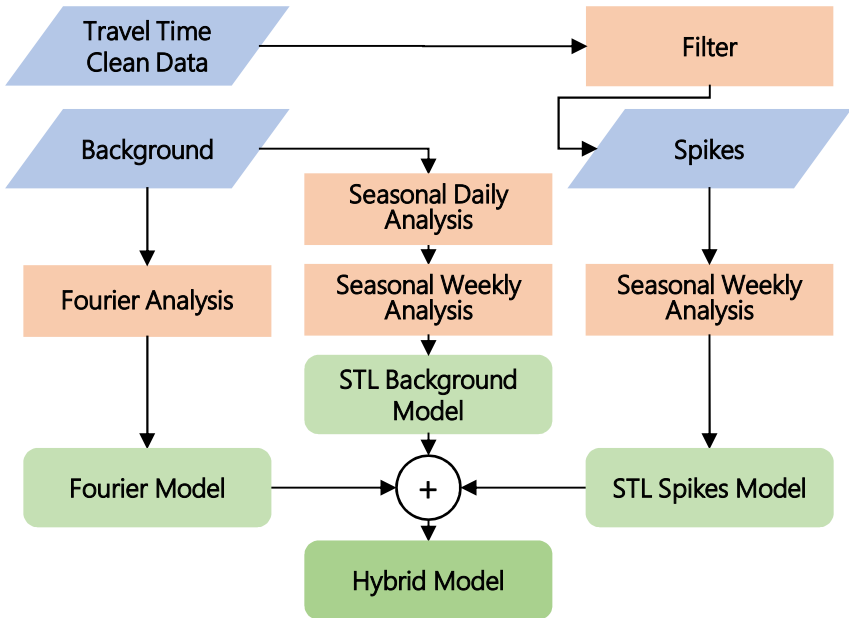 Travel Time
Clean Data
Filter
Background
Spikes
Seasonal Daily
Analysis
Fourier Analysis
Seasonal Weekly
Analysis
Seasonal Weekly
Analysis
STL Background
Model
Fourier Model
+
STL Spikes Model
Hybrid Model